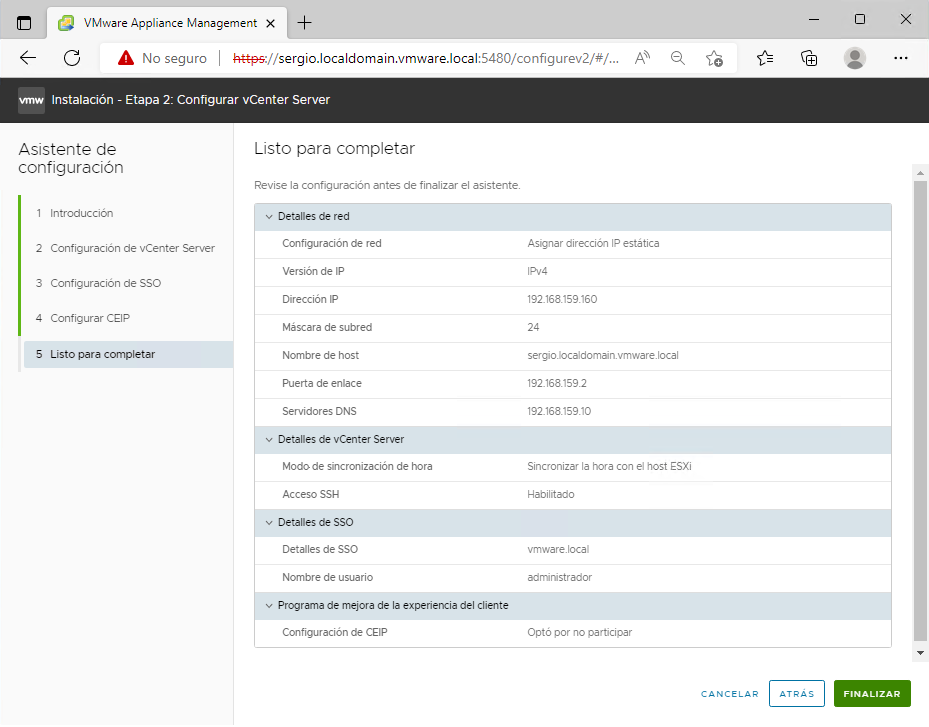 VMware Appliance Management
No seguro
https://sergio.localdomain.vmware.local:5480/configurev2/#/...
vmw Instalación - Etapa 2: Configurar vCenter Server
Asistente de
configuración
1 Introducción
2 Configuración de vCenter Server
3 Configuración de SSO
4 Configurar CEIP
5 Listo para completar
Listo para completar
Revise la configuración antes de finalizar el asistente.
Detalles de red
Configuración de red Asignar dirección IP estática
Versión de IP IPv4
Dirección IP 192.168.159.160
Máscara de subred 24
Nombre de host sergio.localdomain.vmware.local
Puerta de enlace 192.168.159.2
Servidores DNS 192.168.159.10
Detalles de vCenter Server
Modo de sincronización de hora Sincronizar la hora con el host ESXi
Acceso SSH Habilitado
Detalles de SSO
Detalles de SSO vmware.local
Nombre de usuario administrador
Programa de mejora de la experiencia del cliente
Configuración de CEIP Optó por no participar
CANCELAR ATRÁS FINALIZAR